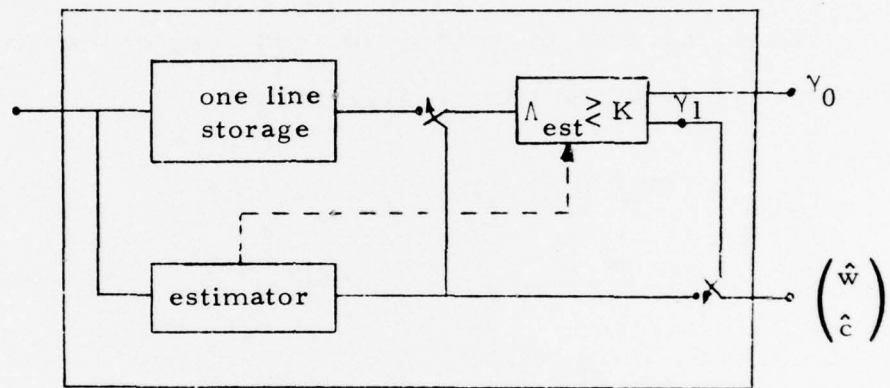 one line
storage
Λest ≷ K
γ0
γ1
estimator
ŵ
ĉ